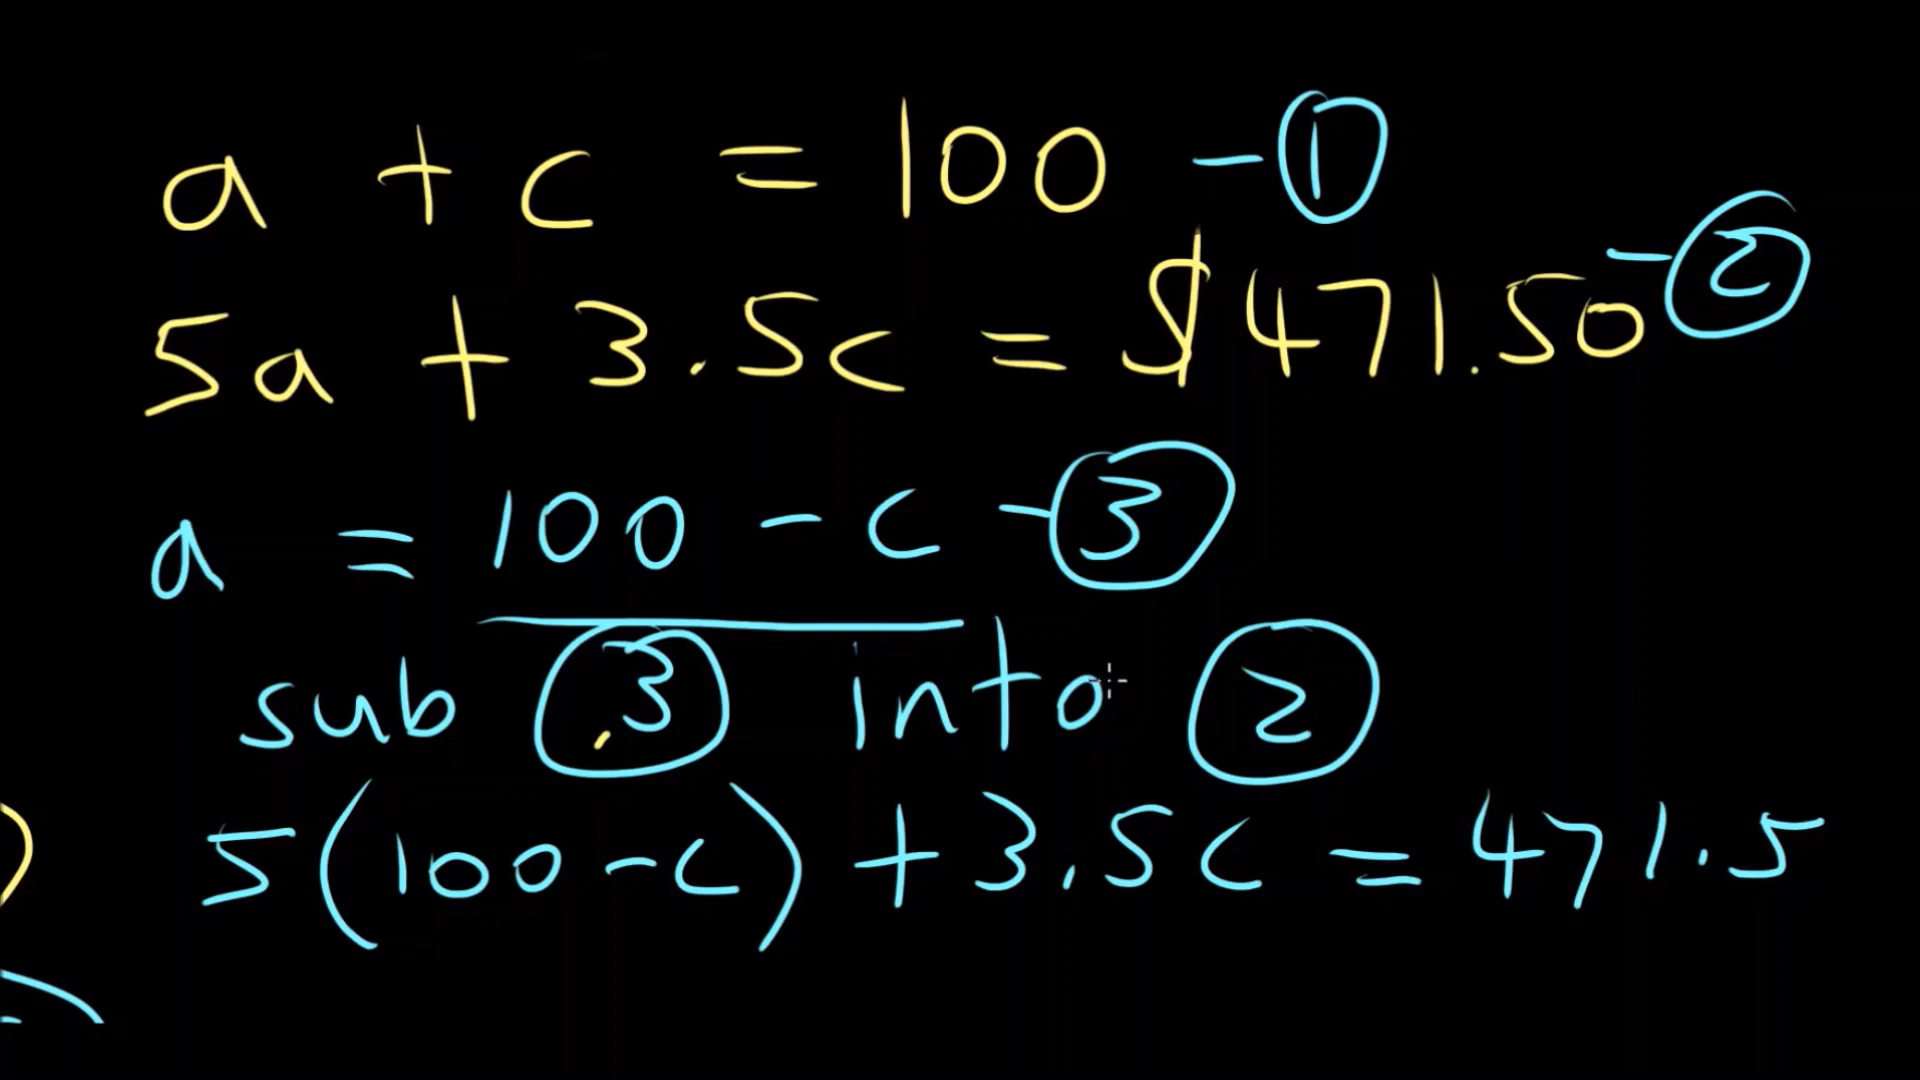 a + c = 100 - ①
5a + 3.5c = $471.50 - ②
a = 100 - c - ③
sub ③ into ②
5(100-c) + 3.5c = 471.5